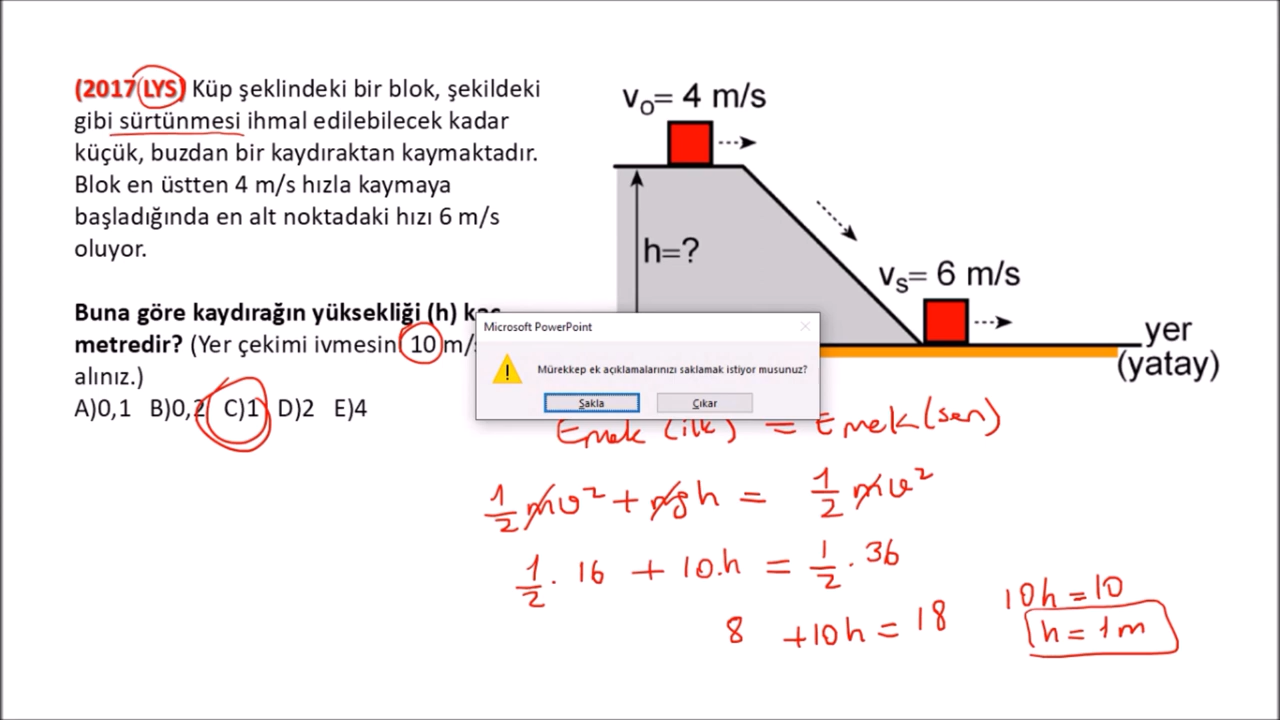 (2017 LYS) Küp şeklindeki bir blok, şekildeki
gibi sürtünmesi ihmal edilebilecek kadar
küçük, buzdan bir kaydıraktan kaymaktadır.
Blok en üstten 4 m/s hızla kaymaya
başladığında en alt noktadaki hızı 6 m/s
oluyor.
Buna göre kaydırağın yüksekliği (h) kaç
metredir? (Yer çekimi ivmesini 10 m/s
alınız.)
A)0,1 B)0,2 C)1 D)2 E)4
v₀= 4 m/s
h=?
vₛ= 6 m/s
yer
(yatay)
Microsoft PowerPoint
Mürekkep ek açıklamalarınızı saklamak istiyor musunuz?
Sakla
Çıkar
Emek (ilk) = Emek (son)
1/2 mv² + mgh = 1/2 mv²
1/2 . 16 + 10.h = 1/2 . 36
8 +10h = 18
10h = 10
h = 1m